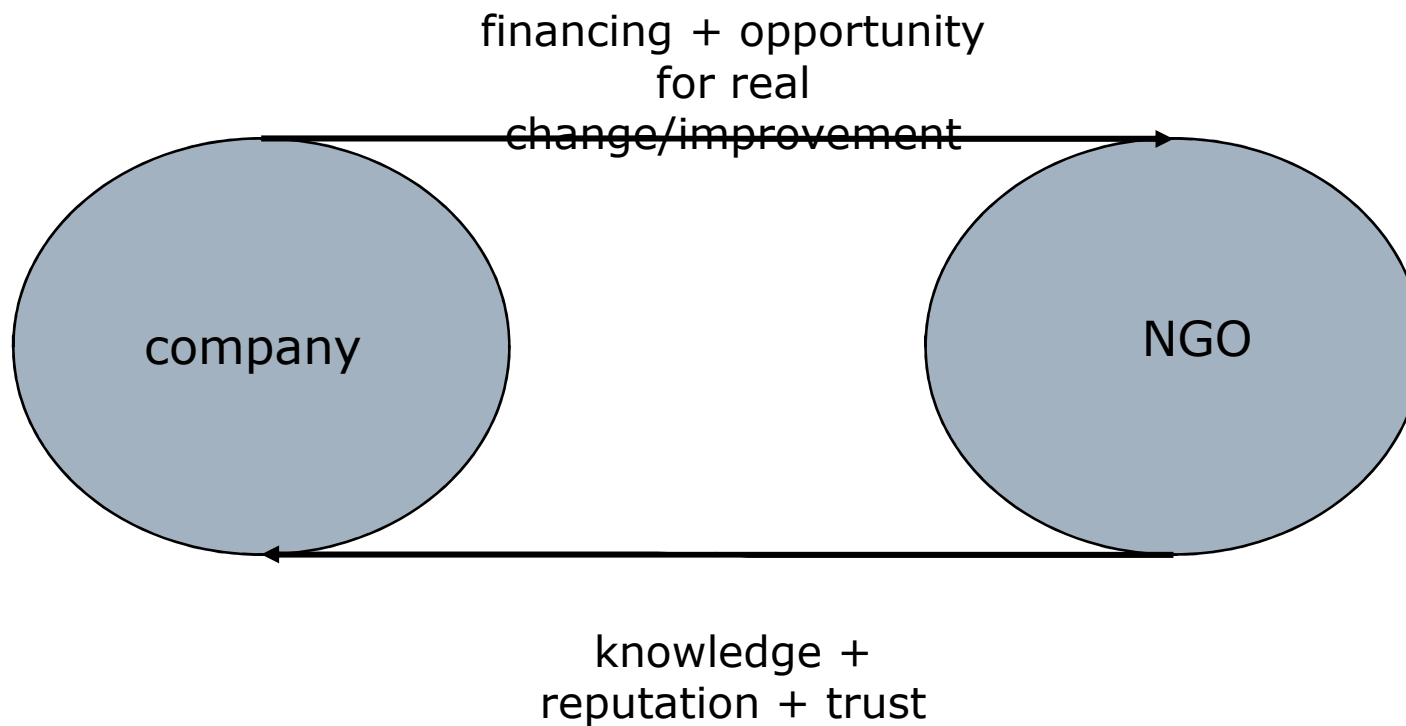 financing + opportunity
for real
change/improvement
company
NGO
knowledge +
reputation + trust